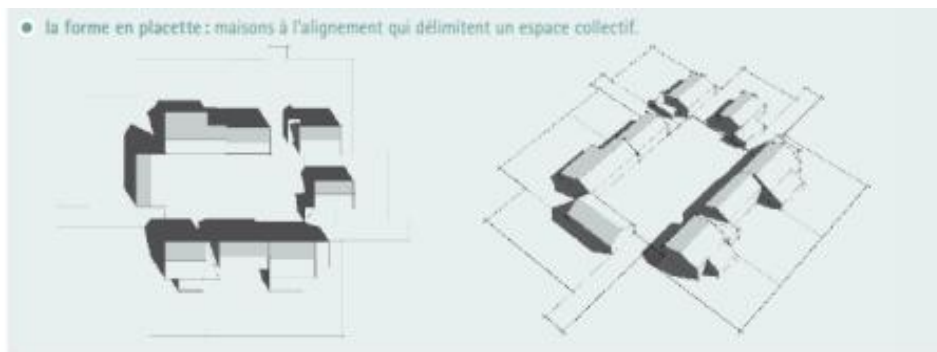 la forme en placette : maisons à l'alignement qui délimitent un espace collectif.